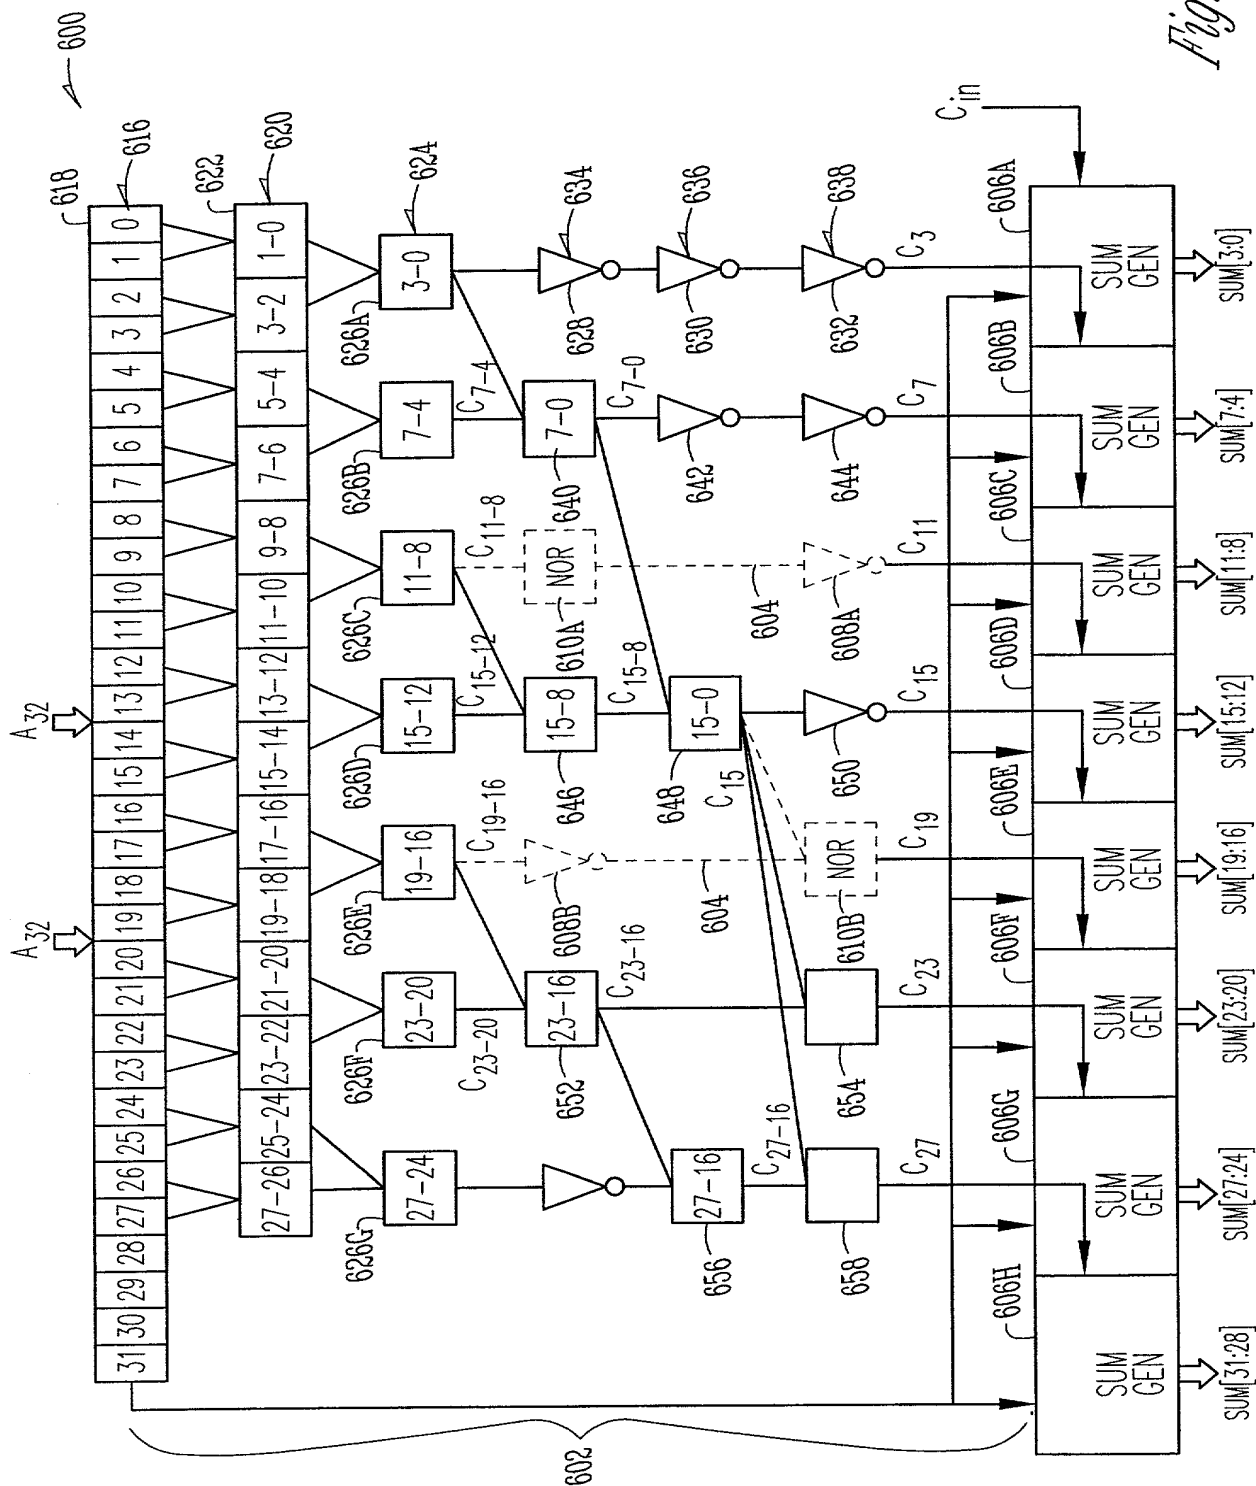 600
A32
A32
618
616
31 30 29 28 27 26 25 24 23 22 21 20 19 18 17 16 15 14 13 12 11 10 9 8 7 6 5 4 3 2 1 0
622
620
27-26 25-24 23-22 21-20 19-18 17-16 15-14 13-12 11-10 9-8 7-6 5-4 3-2 1-0
626G 626F 626E 626D 626C 626B 626A 624
27-24 23-20 19-16 15-12 11-8 7-4 3-0
C23-20 C19-16 C15-12 C11-8 C7-4
634
23-16 15-8 NOR 7-0
652 608B 646 610A 640 628
C23-16 C15-8 C7-0
636
27-16 15-0
656 648 642 630
C15
604 604
C27-16
638
NOR
658 654 610B 650 608A 644 632
C27 C23 C19 C15 C11 C7 C3
602
Cin
606H 606G 606F 606E 606D 606C 606B 606A
SUM SUM SUM SUM SUM SUM SUM SUM
GEN GEN GEN GEN GEN GEN GEN GEN
SUM[31:28] SUM[27:24] SUM[23:20] SUM[19:16] SUM[15:12] SUM[11:8] SUM[7:4] SUM[3:0]
Fig.